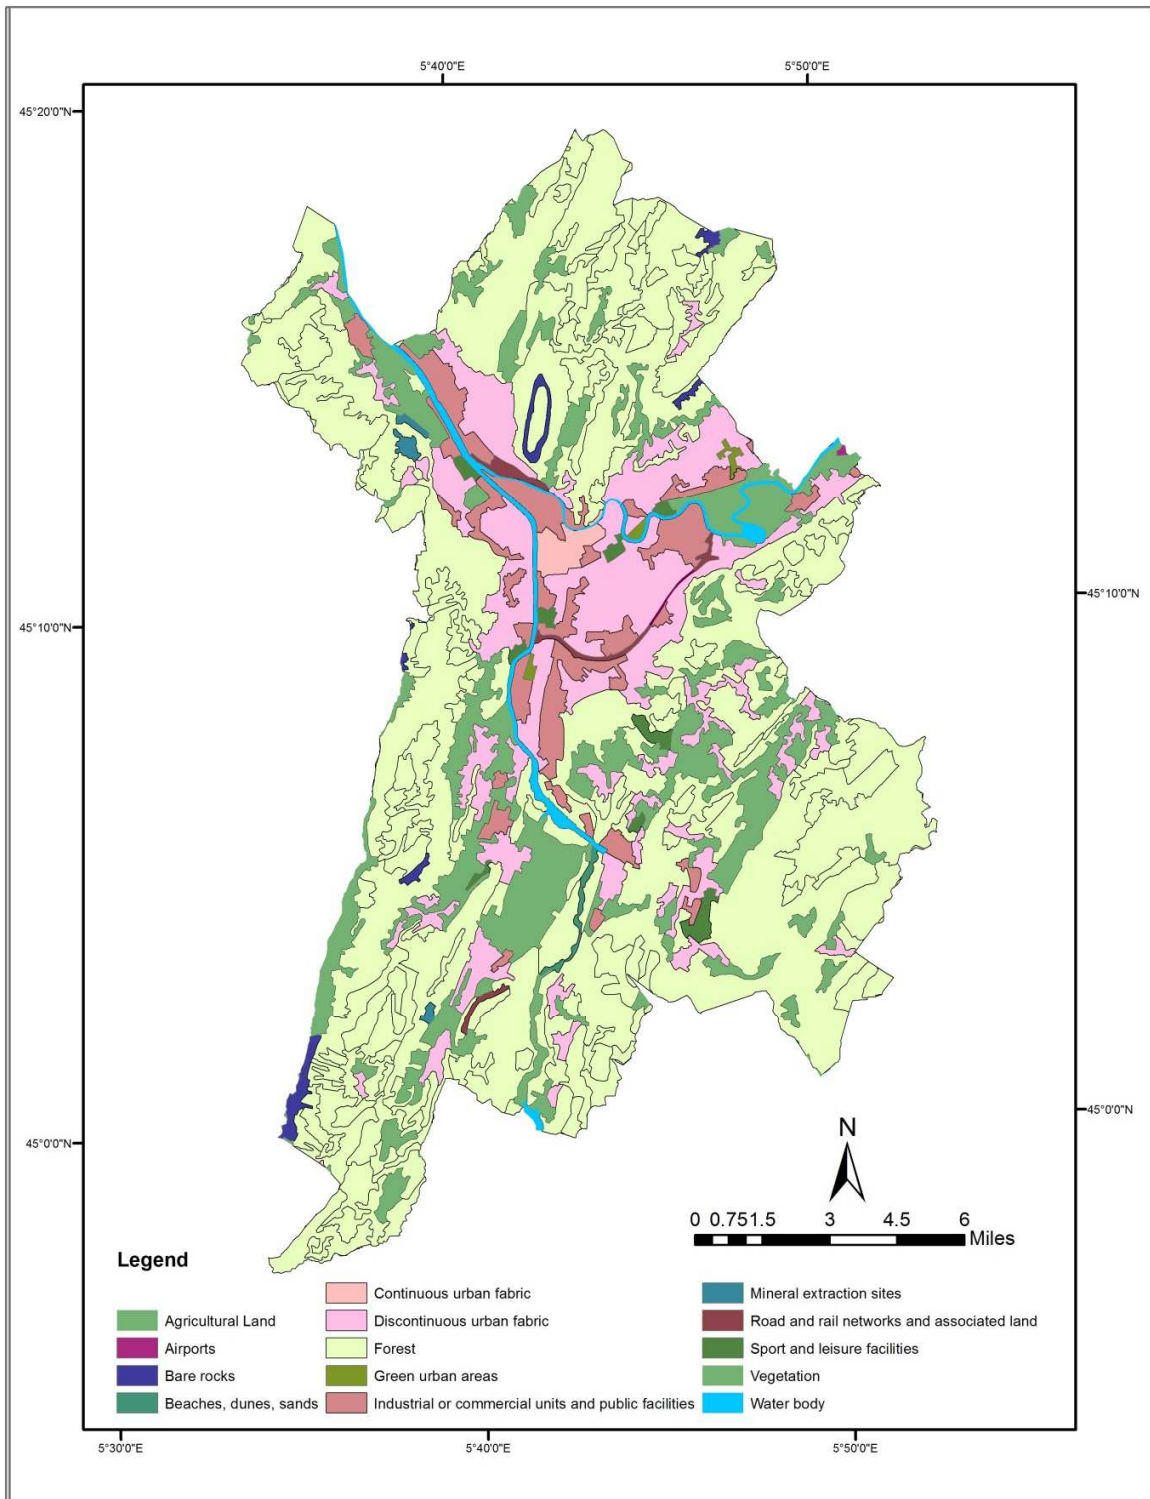 5°40'0"E 5°50'0"E
45°20'0"N
45°10'0"N
45°10'0"N
45°0'0"N
45°0'0"N
N
0 0.75 1.5 3 4.5 6
Miles
Legend
Continuous urban fabric Mineral extraction sites
Agricultural Land Discontinuous urban fabric Road and rail networks and associated land
Airports Forest Sport and leisure facilities
Bare rocks Green urban areas Vegetation
Beaches, dunes, sands Industrial or commercial units and public facilities Water body
5°30'0"E 5°40'0"E 5°50'0"E